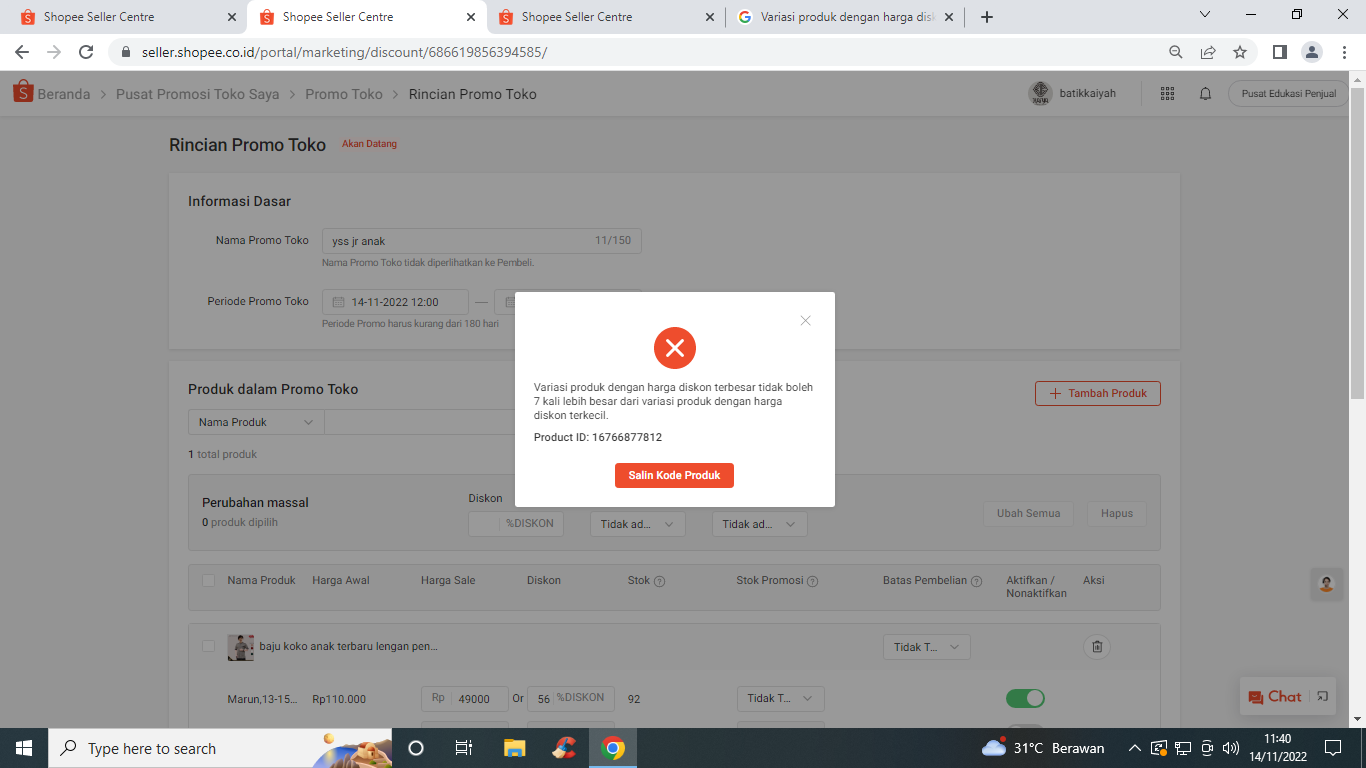 Shopee Seller Centre
Shopee Seller Centre
Shopee Seller Centre
Variasi produk dengan harga disk
seller.shopee.co.id/portal/marketing/discount/686619856394585/
Beranda > Pusat Promosi Toko Saya > Promo Toko > Rincian Promo Toko
batikkaiyah
Pusat Edukasi Penjual
Rincian Promo Toko
Akan Datang
Informasi Dasar
Nama Promo Toko
yss jr anak
11/150
Nama Promo Toko tidak diperlihatkan ke Pembeli.
Periode Promo Toko
14-11-2022 12:00
Periode Promo harus kurang dari 180 hari
Variasi produk dengan harga diskon terbesar tidak boleh
7 kali lebih besar dari variasi produk dengan harga
diskon terkecil.
Product ID: 16766877812
Salin Kode Produk
Produk dalam Promo Toko
+ Tambah Produk
Nama Produk
1 total produk
Perubahan massal
0 produk dipilih
Diskon
%DISKON
Tidak ad...
Tidak ad...
Ubah Semua
Hapus
Nama Produk
Harga Awal
Harga Sale
Diskon
Stok
Stok Promosi
Batas Pembelian
Aktifkan /
Nonaktifkan
Aksi
baju koko anak terbaru lengan pen...
Tidak T...
Marun,13-15...
Rp110.000
Rp 49000
Or
56 %DISKON
92
Tidak T...
Chat
Type here to search
31°C Berawan
11:40
14/11/2022